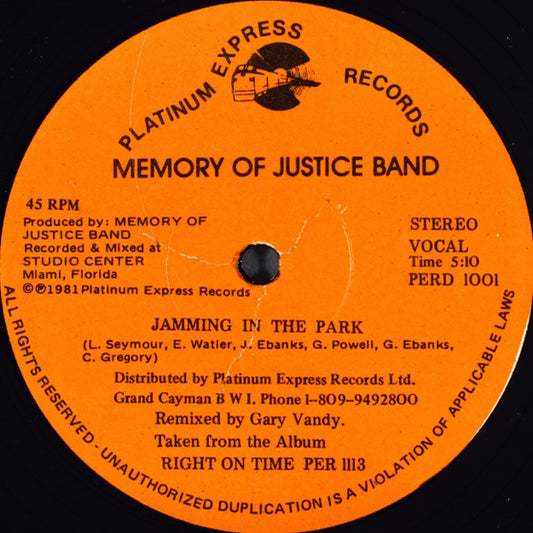 PLATINUM EXPRESS RECORDS
MEMORY OF JUSTICE BAND
45 RPM
Produced by: MEMORY OF
JUSTICE BAND
Recorded & Mixed at
STUDIO CENTER
Miami, Florida
©℗1981 Platinum Express Records
STEREO
VOCAL
Time 5:10
PERD 1001
JAMMING IN THE PARK
(L. Seymour, E. Watler, J. Ebanks, G. Powell, G. Ebanks,
C. Gregory)
Distributed by Platinum Express Records Ltd.
Grand Cayman B W I. Phone 1-809-9492800
Remixed by Gary Vandy.
Taken from the Album
RIGHT ON TIME PER 1113
ALL RIGHTS RESERVED - UNAUTHORIZED DUPLICATION IS A VIOLATION OF APPLICABLE LAWS